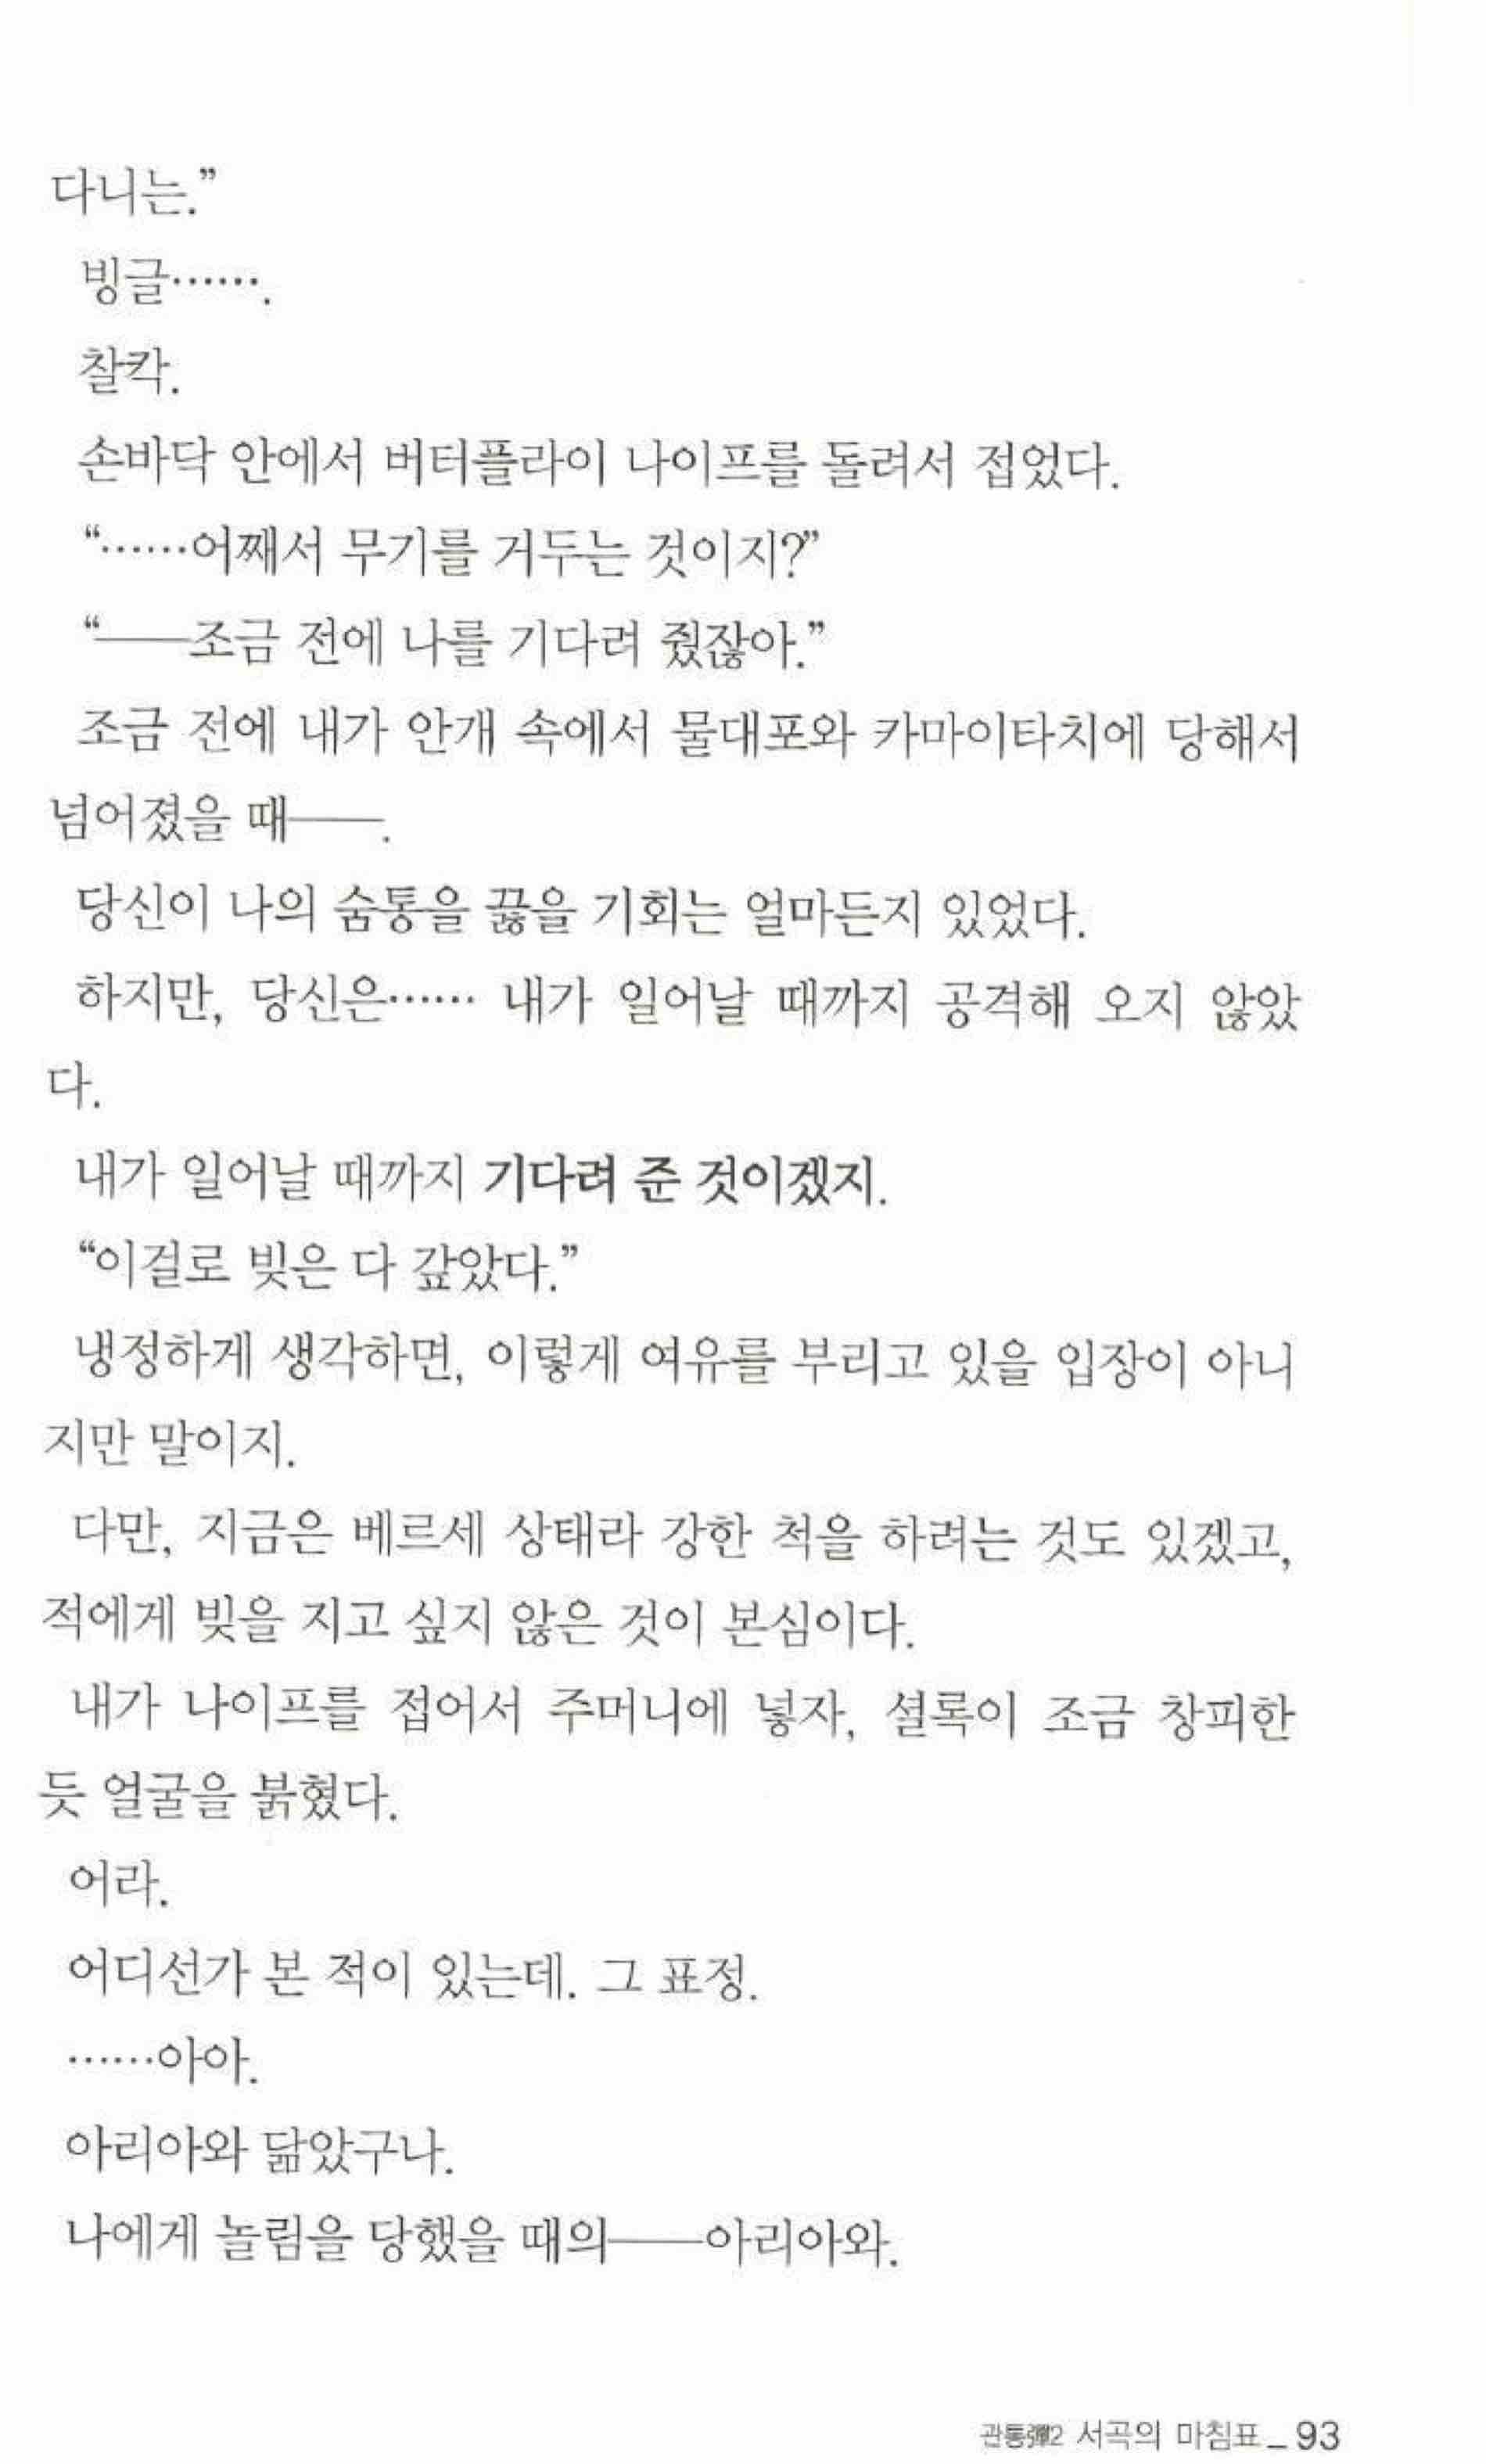 다니는.”
빙글…….
찰칵.
손바닥 안에서 버터플라이 나이프를 돌려서 접었다.
“……어째서 무기를 거두는 것이지?”
“──조금 전에 나를 기다려 줬잖아.”
조금 전에 내가 안개 속에서 물대포와 카마이타치에 당해서
넘어졌을 때──.
당신이 나의 숨통을 끊을 기회는 얼마든지 있었다.
하지만, 당신은…… 내가 일어날 때까지 공격해 오지 않았
다.
내가 일어날 때까지 기다려 준 것이겠지.
“이걸로 빚은 다 갚았다.”
냉정하게 생각하면, 이렇게 여유를 부리고 있을 입장이 아니
지만 말이지.
다만, 지금은 베르세 상태라 강한 척을 하려는 것도 있겠고,
적에게 빚을 지고 싶지 않은 것이 본심이다.
내가 나이프를 접어서 주머니에 넣자, 셜록이 조금 창피한
듯 얼굴을 붉혔다.
어라.
어디선가 본 적이 있는데. 그 표정.
……아아.
아리아와 닮았구나.
나에게 놀림을 당했을 때의──아리아와.
관통彈2 서곡의 마침표_93